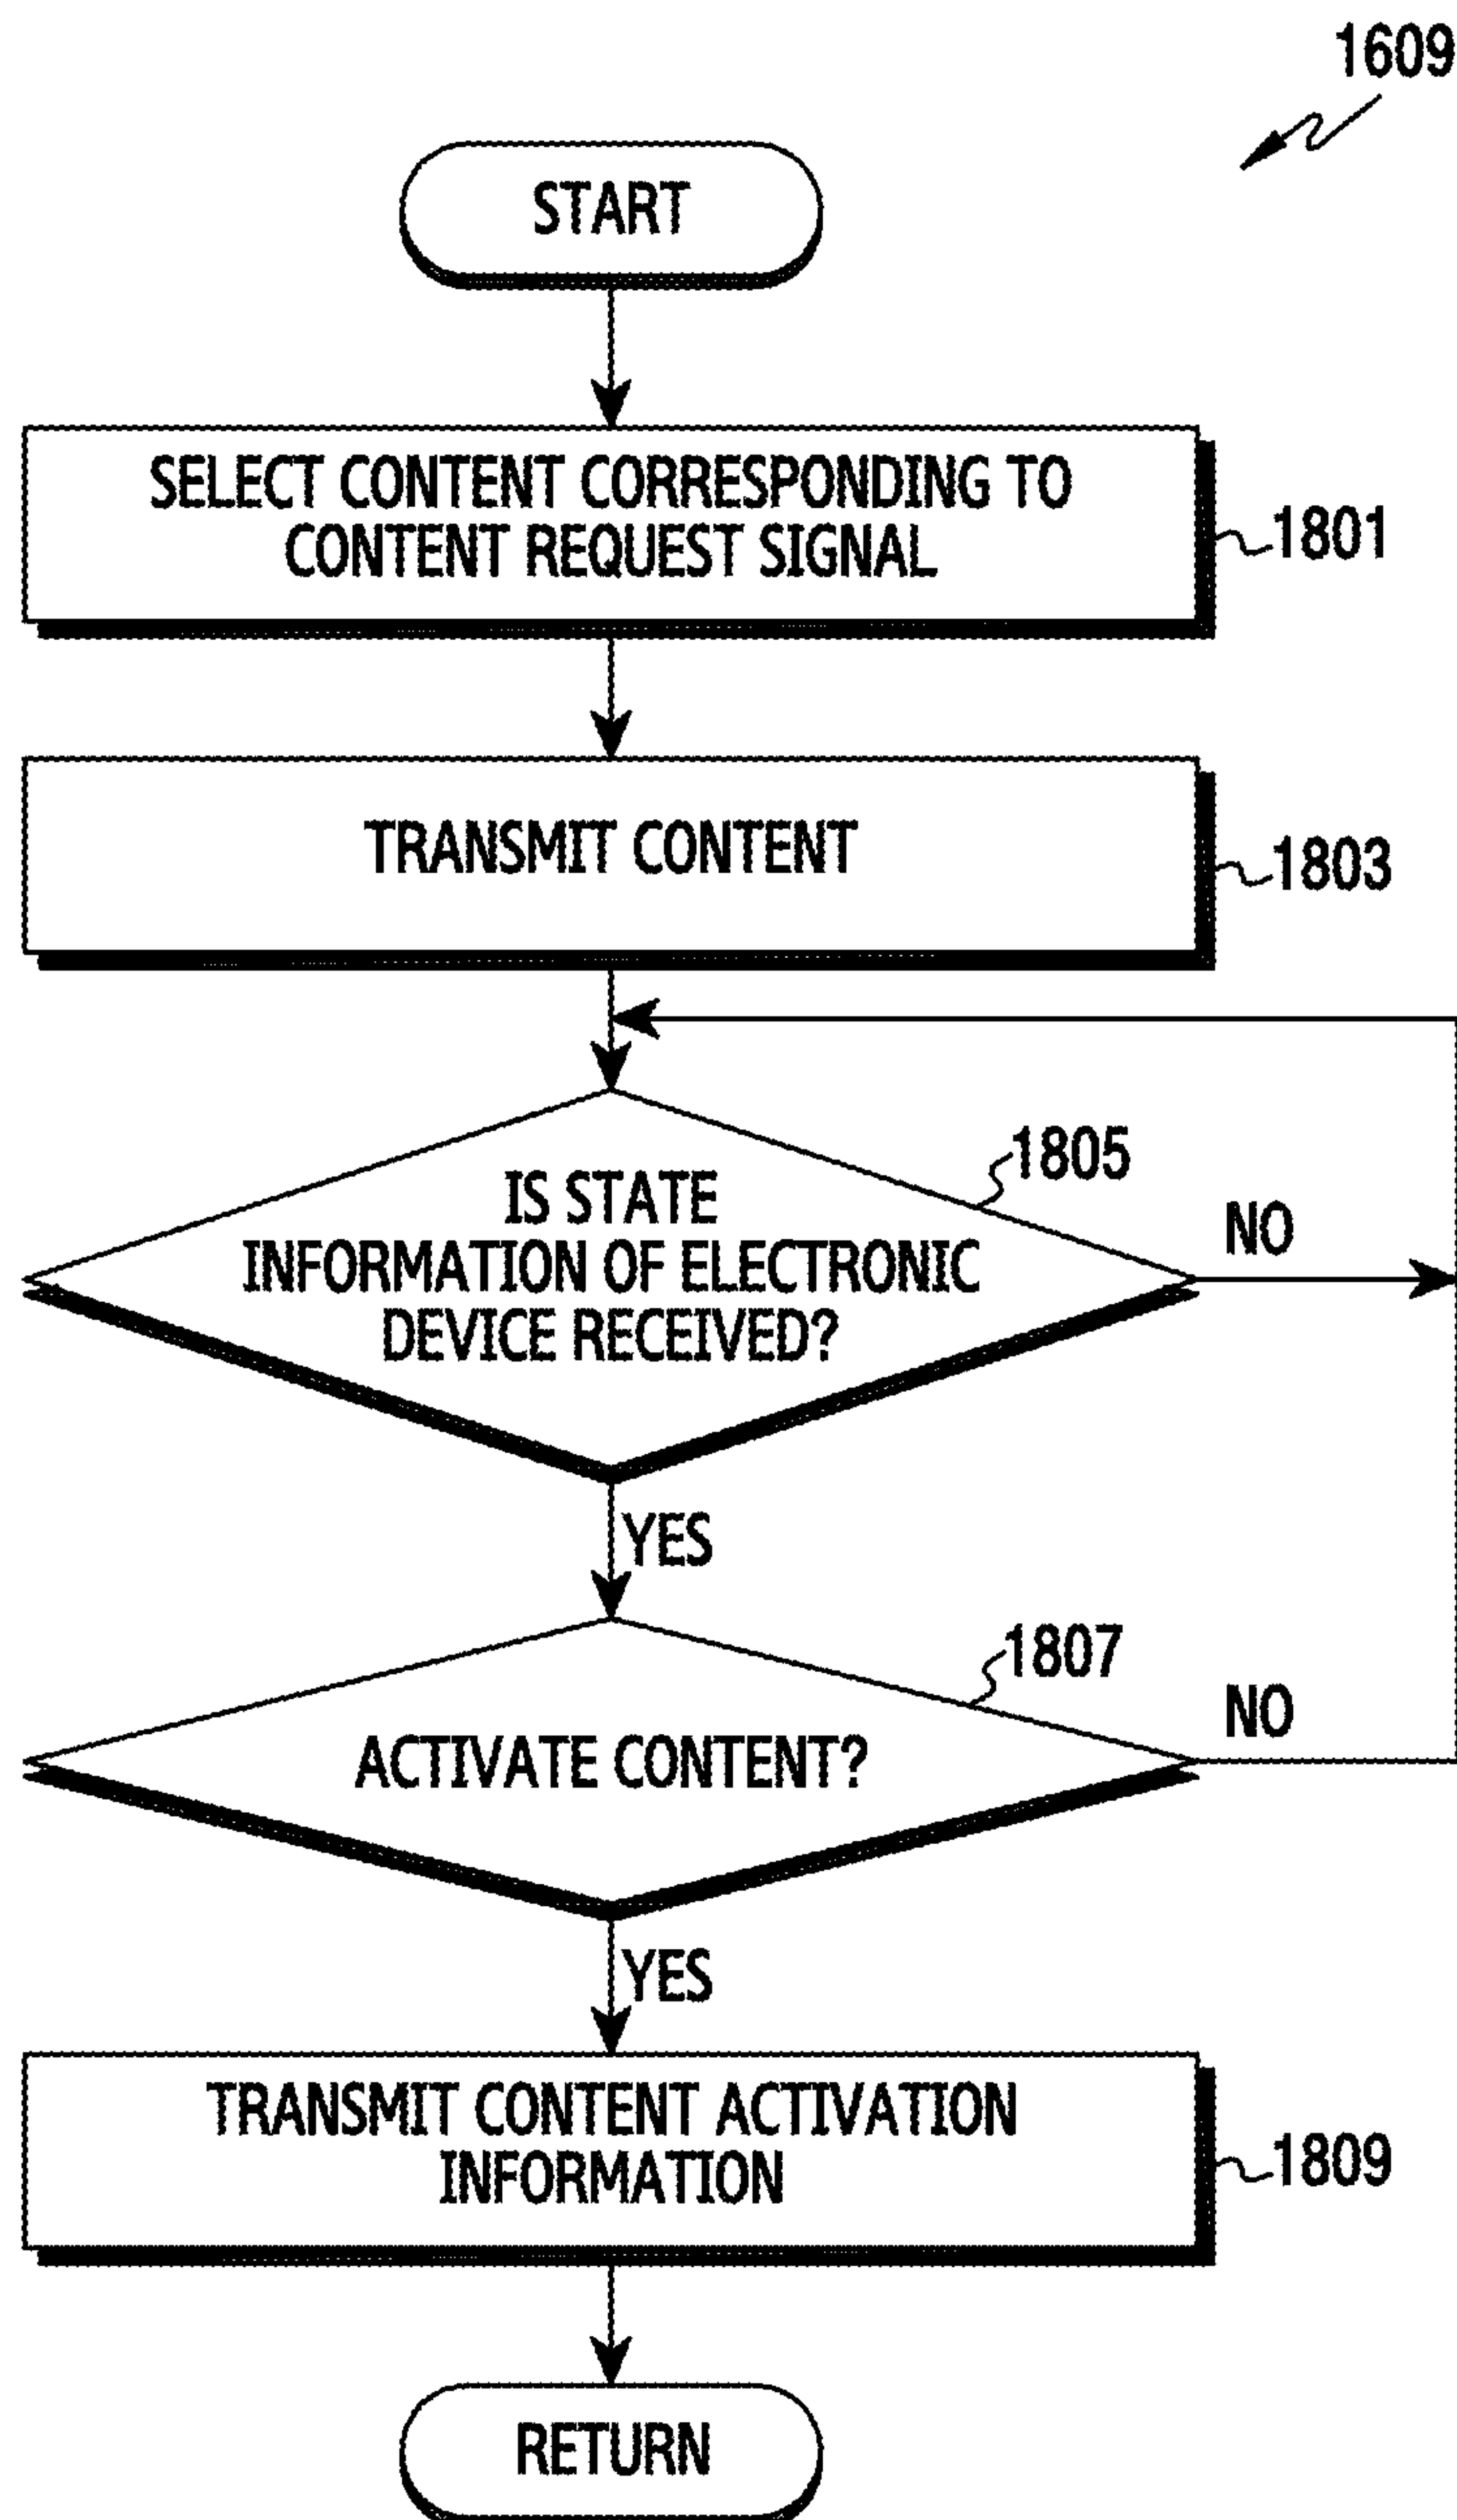 1609
START
SELECT CONTENT CORRESPONDING TO
CONTENT REQUEST SIGNAL
1801
TRANSMIT CONTENT
1803
1805
IS STATE
INFORMATION OF ELECTRONIC
DEVICE RECEIVED?
NO
YES
1807
ACTIVATE CONTENT?
NO
YES
TRANSMIT CONTENT ACTIVATION
INFORMATION
1809
RETURN